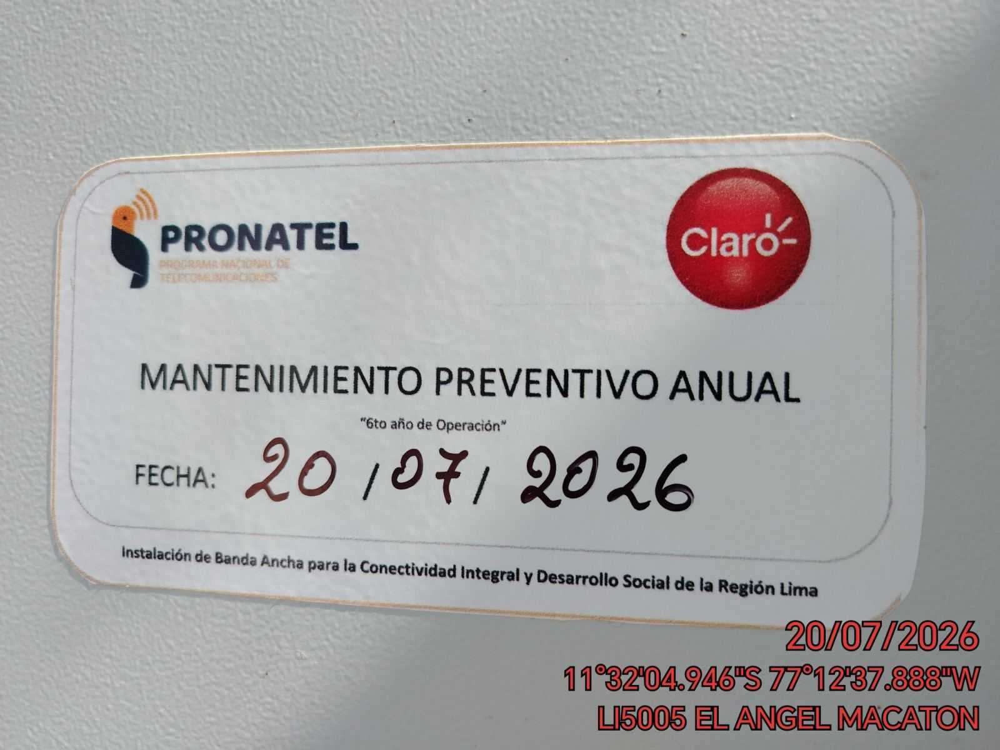 PRONATEL
PROGRAMA NACIONAL DE
TELECOMUNICACIONES
Claro
MANTENIMIENTO PREVENTIVO ANUAL
"6to año de Operación"
FECHA: 20 / 07 / 2026
Instalación de Banda Ancha para la Conectividad Integral y Desarrollo Social de la Región Lima
20/07/2026
11°32'04.946"S 77°12'37.888"W
LI5005 EL ANGEL MACATON